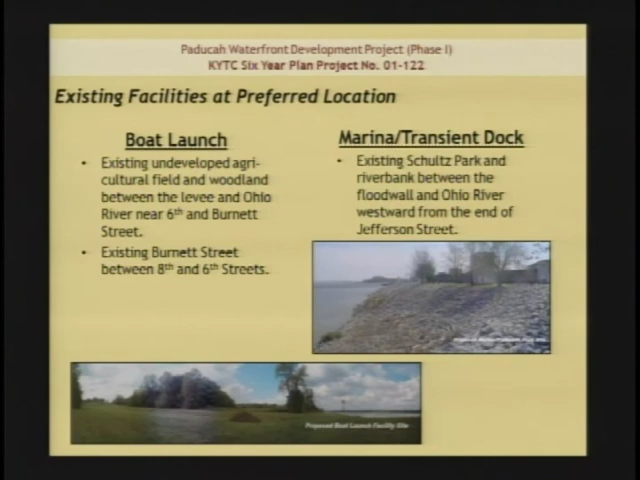 Paducah Waterfront Development Project (Phase I)
KYTC Six Year Plan Project No. 01-122
Existing Facilities at Preferred Location
Boat Launch
• Existing undeveloped agri-
cultural field and woodland
between the levee and Ohio
River near 6th and Burnett
Street.
• Existing Burnett Street
between 8th and 6th Streets.
Marina/Transient Dock
• Existing Schultz Park and
riverbank between the
floodwall and Ohio River
westward from the end of
Jefferson Street.
Proposed Boat Launch Facility Site